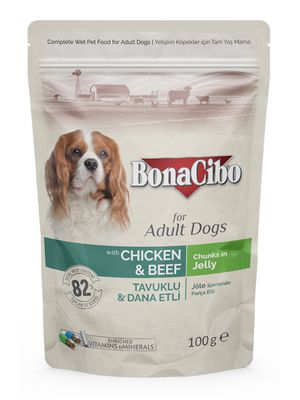 Complete Wet Pet Food for Adult Dogs | Yetişkin Köpekler için Tam Yaş Mama
BonaCibo
for
Adult Dogs
with
CHICKEN
& BEEF
TAVUKLU
& DANA ETLİ
Chunks in
Jelly
Jöle içerisinde
Parça Etli
82
ENRICHED
VITAMINS & MINERALS
100g e